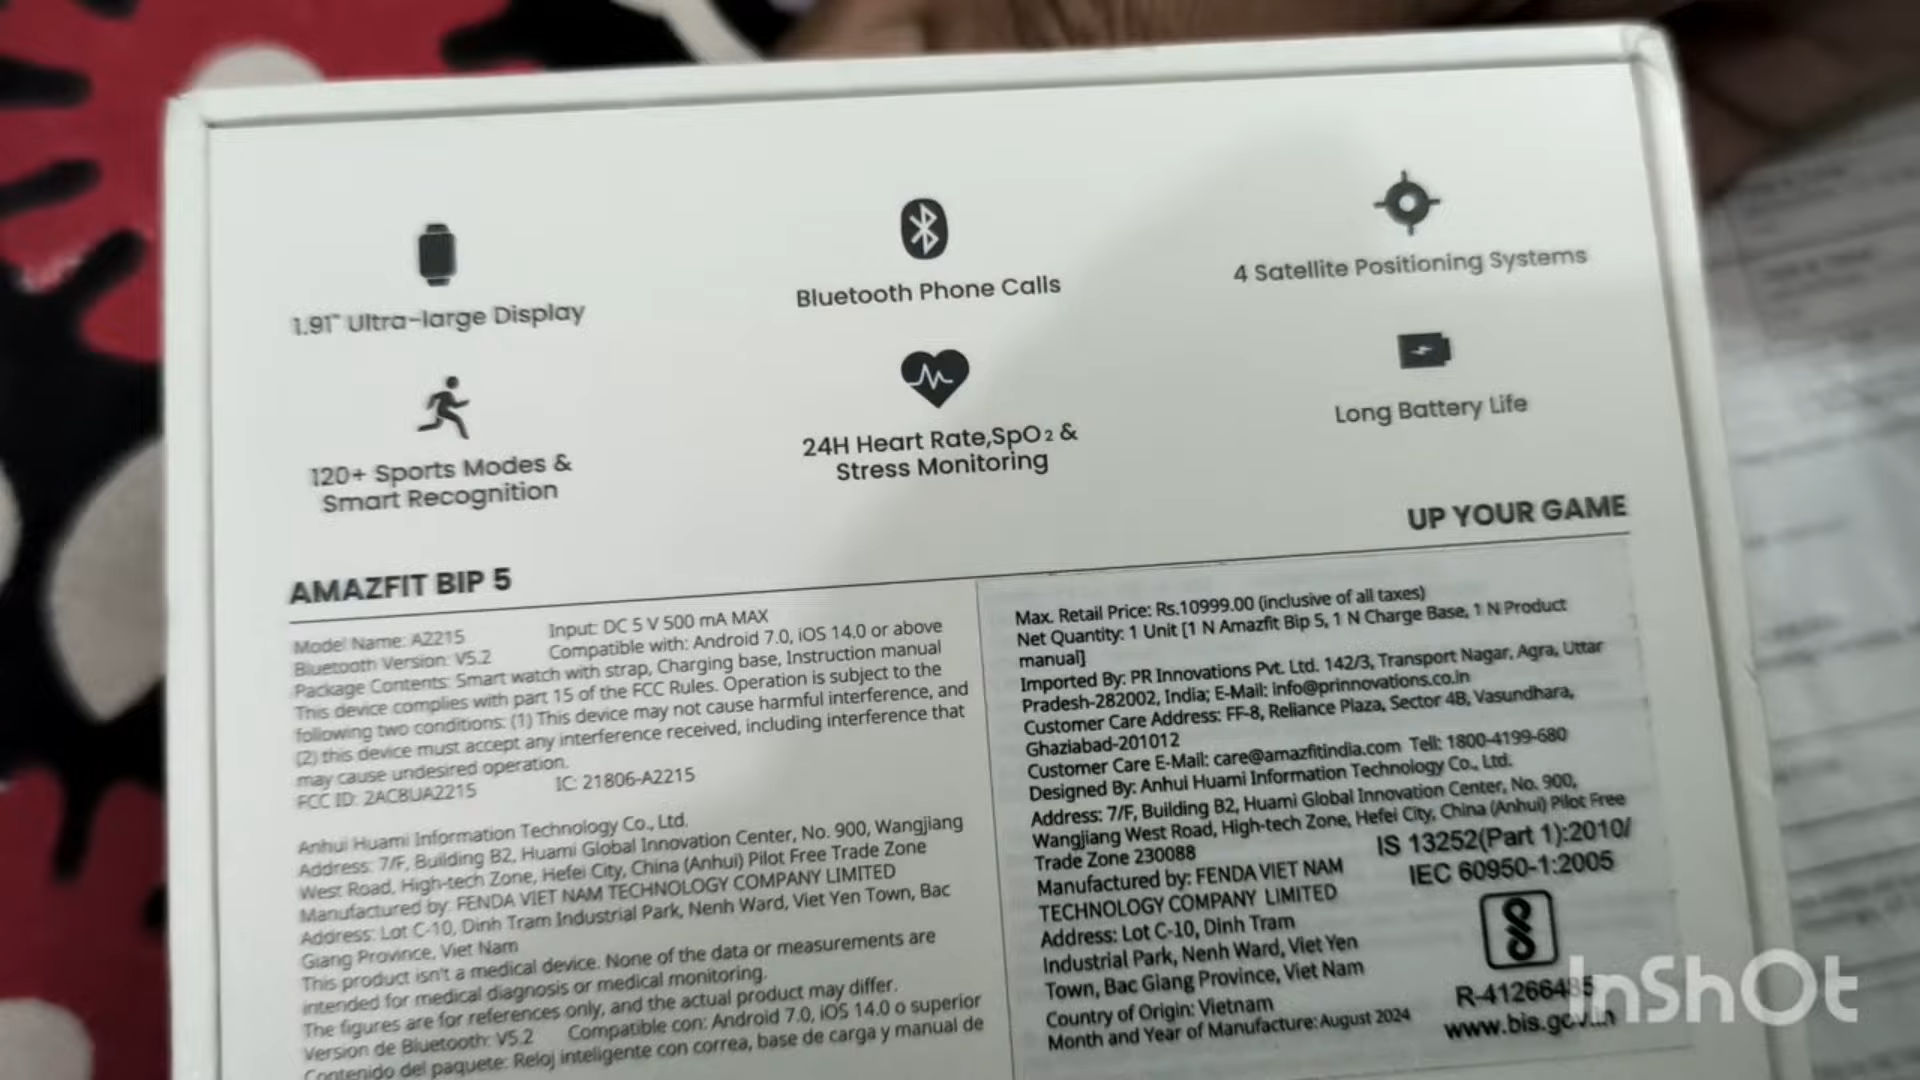 1.91" Ultra-large Display
Bluetooth Phone Calls
4 Satellite Positioning Systems
120+ Sports Modes &
Smart Recognition
24H Heart Rate,SpO₂ &
Stress Monitoring
Long Battery Life
UP YOUR GAME
AMAZFIT BIP 5
Model Name: A2215 Input: DC 5 V 500 mA MAX
Bluetooth Version: V5.2 Compatible with: Android 7.0, iOS 14.0 or above
Package Contents: Smart watch with strap, Charging base, Instruction manual
This device complies with part 15 of the FCC Rules. Operation is subject to the
following two conditions: (1) This device may not cause harmful interference, and
(2) this device must accept any interference received, including interference that
may cause undesired operation.
FCC ID: 2AC8UA2215 IC: 21806-A2215
Anhui Huami Information Technology Co., Ltd.
Address: 7/F, Building B2, Huami Global Innovation Center, No. 900, Wangjiang
West Road, High-tech Zone, Hefei City, China (Anhui) Pilot Free Trade Zone
Manufactured by: FENDA VIET NAM TECHNOLOGY COMPANY LIMITED
Address: Lot C-10, Dinh Tram Industrial Park, Nenh Ward, Viet Yen Town, Bac
Giang Province, Viet Nam
This product isn't a medical device. None of the data or measurements are
intended for medical diagnosis or medical monitoring.
The figures are for references only, and the actual product may differ.
Version de Bluetooth: V5.2 Compatible con: Android 7.0, iOS 14.0 o superior
Contenido del paquete: Reloj inteligente con correa, base de carga y manual de
Max. Retail Price: Rs.10999.00 (inclusive of all taxes)
Net Quantity: 1 Unit [1 N Amazfit Bip 5, 1 N Charge Base, 1 N Product
manual]
Imported By: PR Innovations Pvt. Ltd. 142/3, Transport Nagar, Agra, Uttar
Pradesh-282002, India; E-Mail: info@prinnovations.co.in
Customer Care Address: FF-8, Reliance Plaza, Sector 4B, Vasundhara,
Ghaziabad-201012
Customer Care E-Mail: care@amazfitindia.com Tell: 1800-4199-680
Designed By: Anhui Huami Information Technology Co., Ltd.
Address: 7/F, Building B2, Huami Global Innovation Center, No. 900,
Wangjiang West Road, High-tech Zone, Hefei City, China (Anhui) Pilot Free
Trade Zone 230088
Manufactured by: FENDA VIET NAM
TECHNOLOGY COMPANY LIMITED
Address: Lot C-10, Dinh Tram
Industrial Park, Nenh Ward, Viet Yen
Town, Bac Giang Province, Viet Nam
Country of Origin: Vietnam
Month and Year of Manufacture: August 2024
IS 13252(Part 1):2010/
IEC 60950-1:2005
www.bis.gov.in
InShOt